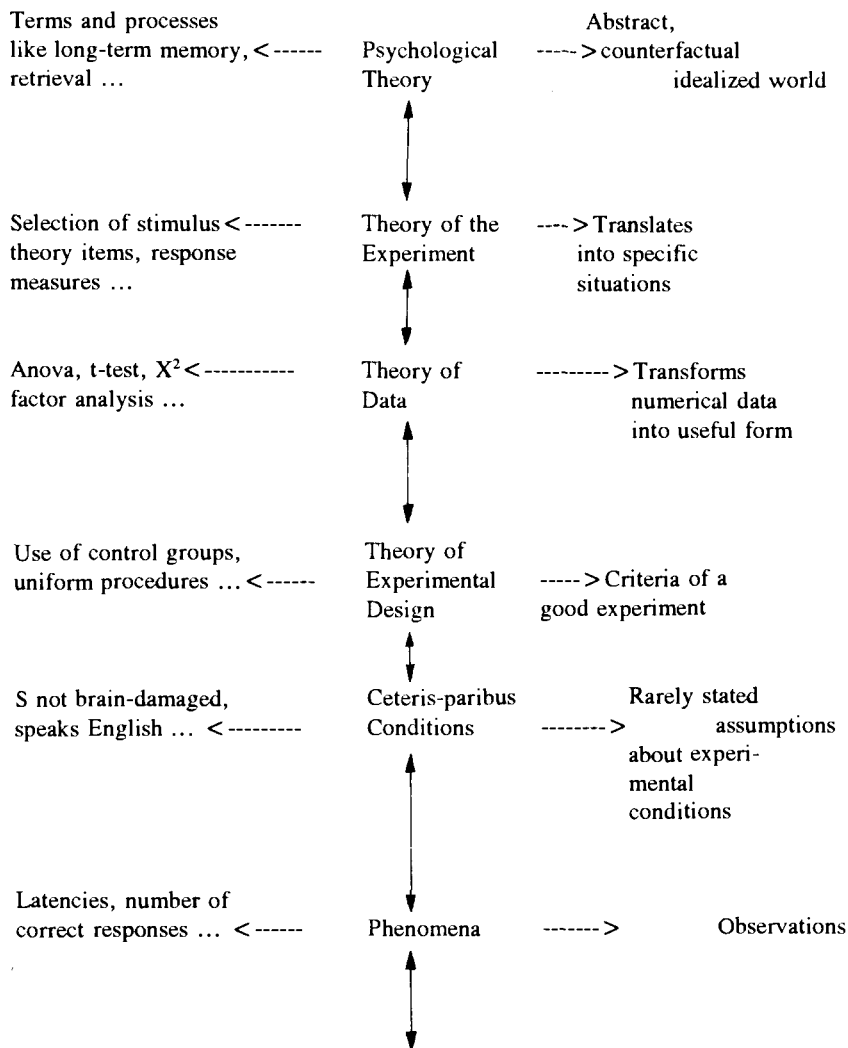 Terms and processes
like long-term memory, < ------ Psychological ----- > counterfactual
retrieval ... Theory idealized world
Abstract,
Selection of stimulus < ------- Theory of the ---- > Translates
theory items, response Experiment into specific
measures ... situations
Anova, t-test, X² < ----------- Theory of --------- > Transforms
factor analysis ... Data numerical data
into useful form
Use of control groups, Theory of
uniform procedures ... < ------ Experimental ----- > Criteria of a
Design good experiment
S not brain-damaged, Ceteris-paribus Rarely stated
speaks English ... < --------- Conditions -------- > assumptions
about experi-
mental
conditions
Latencies, number of
correct responses ... < ------ Phenomena ------- > Observations